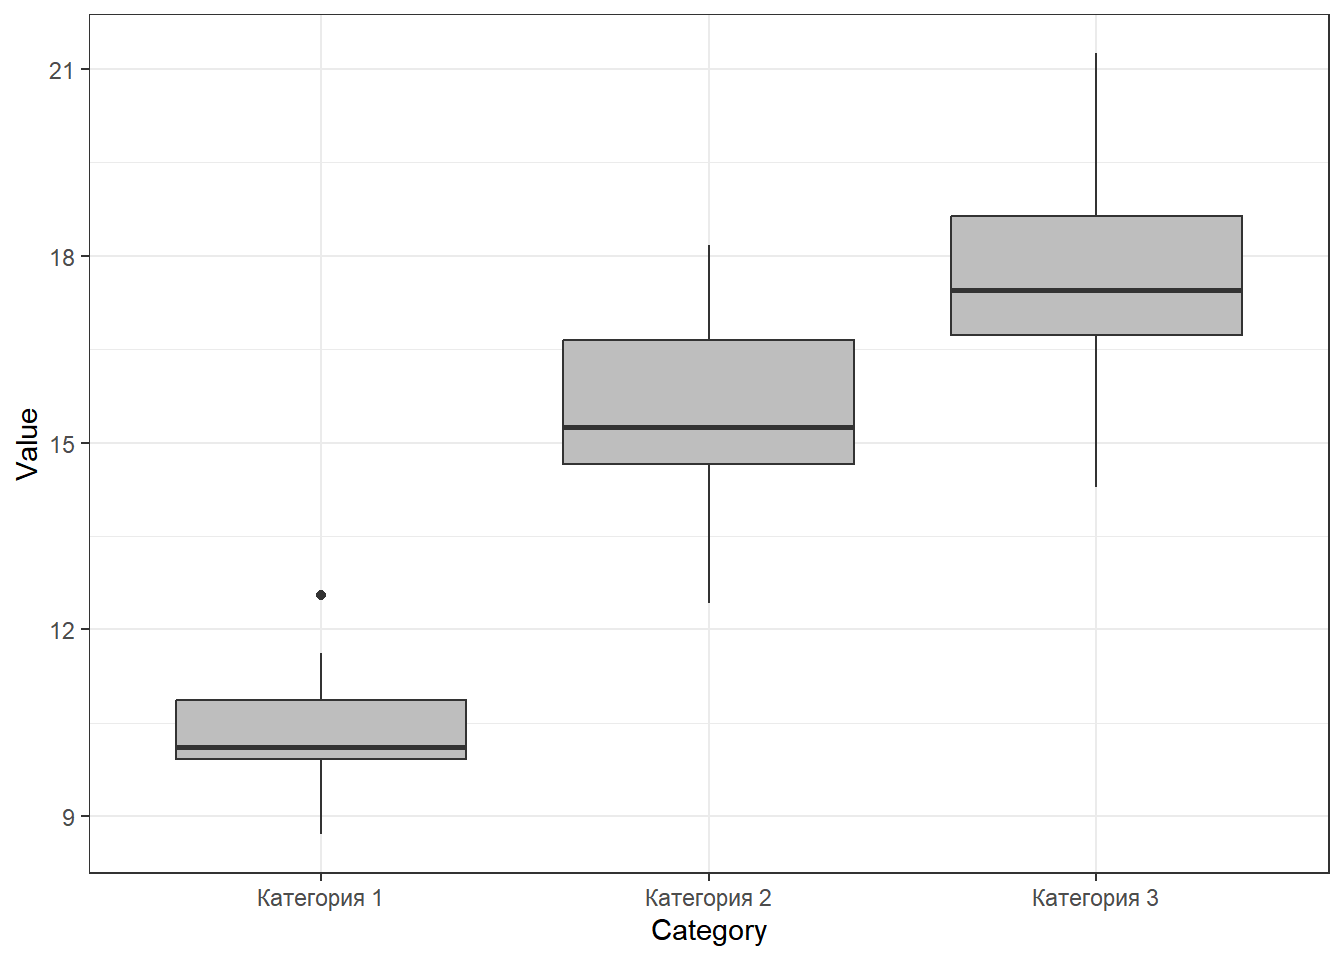 21
18
15
12
9
Value
Категория 1
Категория 2
Категория 3
Category